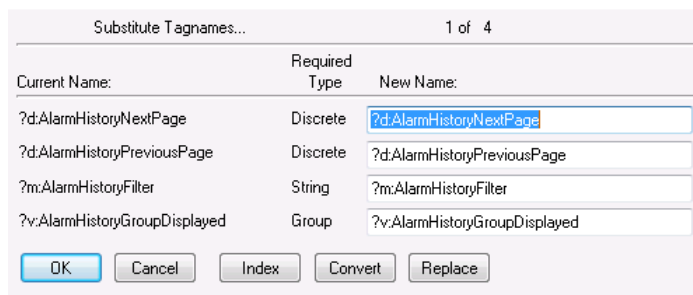 Substitute Tagnames... 1 of 4
Required
Current Name: Type New Name:
?d:AlarmHistoryNextPage Discrete ?d:AlarmHistoryNextPage
?d:AlarmHistoryPreviousPage Discrete ?d:AlarmHistoryPreviousPage
?m:AlarmHistoryFilter String ?m:AlarmHistoryFilter
?v:AlarmHistoryGroupDisplayed Group ?v:AlarmHistoryGroupDisplayed
OK Cancel Index Convert Replace